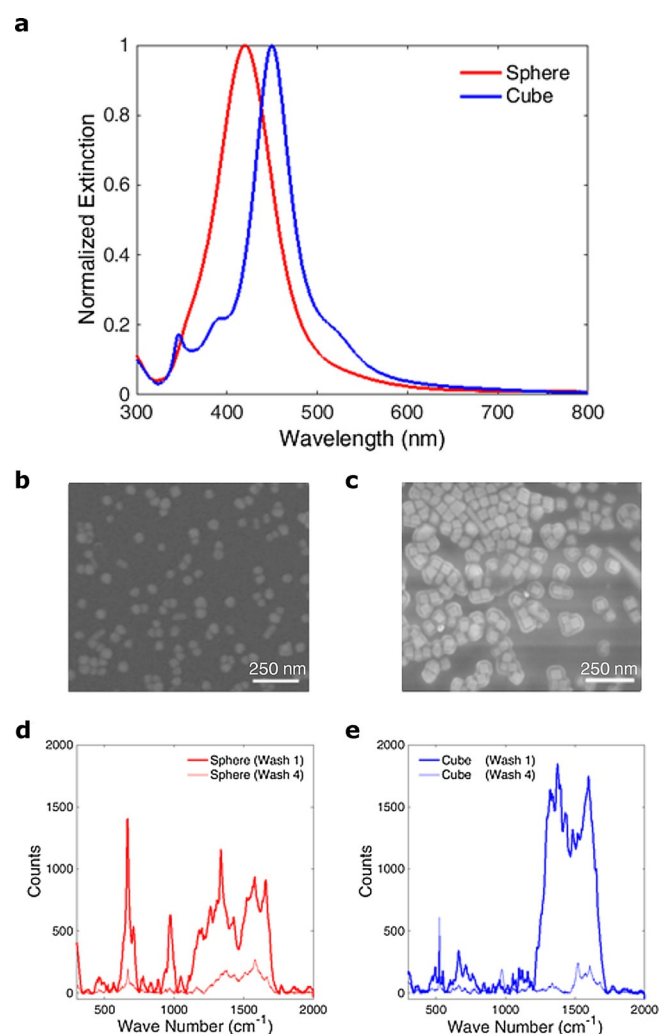 a
1
0.8
0.6
0.4
0.2
0
Normalized Extinction
Sphere
Cube
300 400 500 600 700 800
Wavelength (nm)
b c
250 nm 250 nm
d e
2000
1500
1000
500
0
Counts
Sphere (Wash 1)
Sphere (Wash 4)
500 1000 1500 2000
Wave Number (cm⁻¹)
2000
1500
1000
500
0
Counts
Cube (Wash 1)
Cube (Wash 4)
500 1000 1500 2000
Wave Number (cm⁻¹)